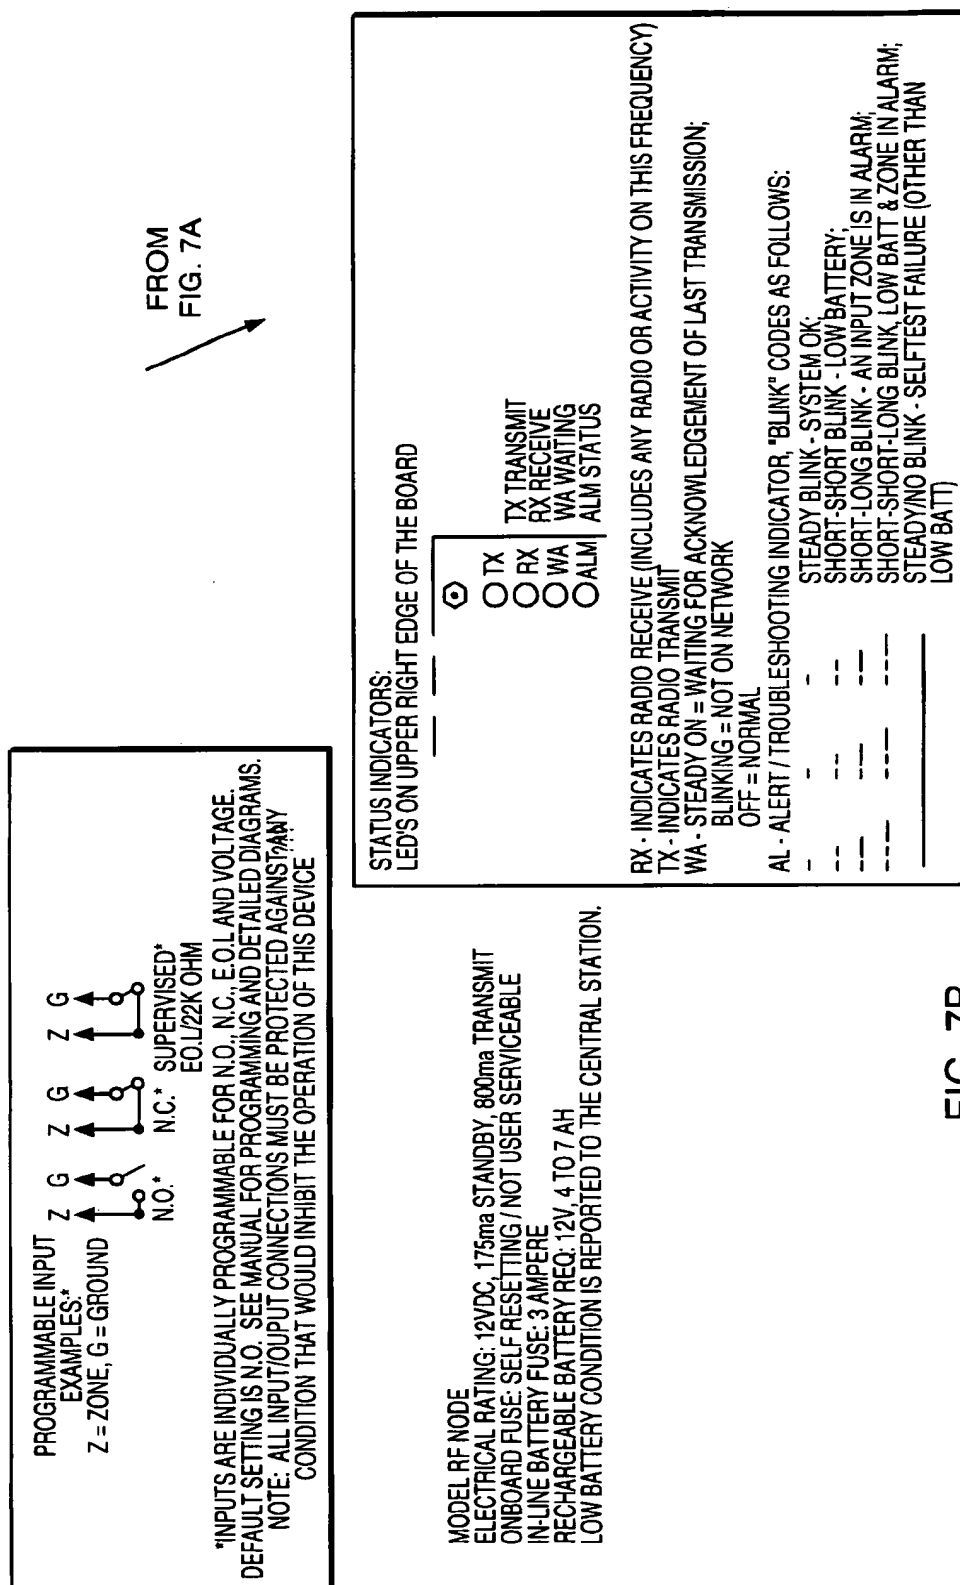 PROGRAMMABLE INPUT
EXAMPLES:*
Z = ZONE, G = GROUND
Z G Z G Z G
N.O.* N.C.* SUPERVISED*
EO.L/22K OHM
*INPUTS ARE INDIVIDUALLY PROGRAMMABLE FOR N.O., N.C., E.O.L AND VOLTAGE.
DEFAULT SETTING IS N.O. SEE MANUAL FOR PROGRAMMING AND DETAILED DIAGRAMS.
NOTE: ALL INPUT/OUPUT CONNECTIONS MUST BE PROTECTED AGAINST ANY
CONDITION THAT WOULD INHIBIT THE OPERATION OF THIS DEVICE
FROM
FIG. 7A
MODEL RF NODE
ELECTRICAL RATING: 12VDC, 175ma STANDBY, 800ma TRANSMIT
ONBOARD FUSE: SELF RESETTING / NOT USER SERVICEABLE
IN-LINE BATTERY FUSE: 3 AMPERE
RECHARGEABLE BATTERY REQ: 12V, 4 TO 7 AH
LOW BATTERY CONDITION IS REPORTED TO THE CENTRAL STATION.
STATUS INDICATORS:
LED'S ON UPPER RIGHT EDGE OF THE BOARD
TX TX TRANSMIT
RX RX RECEIVE
WA WA WAITING
ALM ALM STATUS
RX - INDICATES RADIO RECEIVE (INCLUDES ANY RADIO OR ACTIVITY ON THIS FREQUENCY)
TX - INDICATES RADIO TRANSMIT
WA - STEADY ON = WAITING FOR ACKNOWLEDGEMENT OF LAST TRANSMISSION;
BLINKING = NOT ON NETWORK
OFF = NORMAL
AL - ALERT / TROUBLESHOOTING INDICATOR, "BLINK" CODES AS FOLLOWS:
STEADY BLINK - SYSTEM OK;
SHORT-SHORT BLINK - LOW BATTERY;
SHORT-LONG BLINK - AN INPUT ZONE IS IN ALARM;
SHORT-SHORT-LONG BLINK, LOW BATT & ZONE IN ALARM;
STEADY/NO BLINK - SELFTEST FAILURE (OTHER THAN
LOW BATT)
FIG. 7B